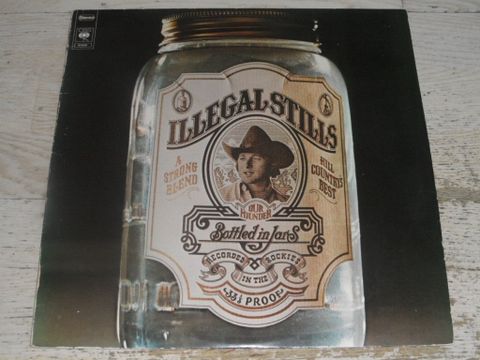 ILLEGAL STILLS
A STRONG BLEND
HILL COUNTRY'S BEST
OUR FOUNDER
Bottled in Jars
RECORDED IN THE ROCKIES
33⅓ PROOF